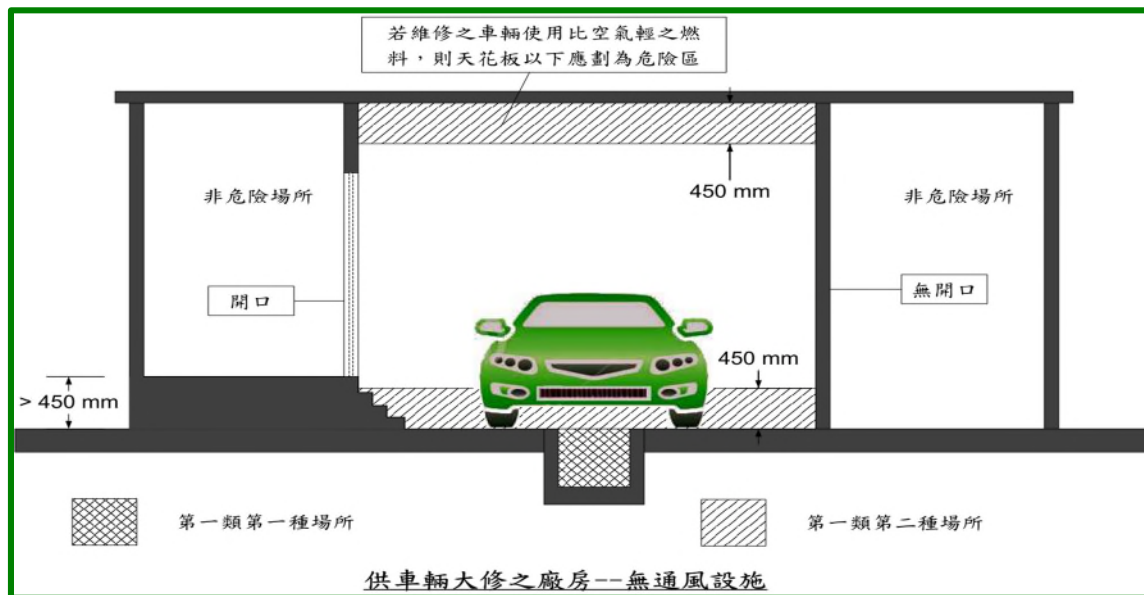 若維修之車輛使用比空氣輕之燃
料，則天花板以下應劃為危險區
450 mm
非危險場所
非危險場所
開口
無開口
450 mm
> 450 mm
第一類第一種場所
第一類第二種場所
供車輛大修之廠房--無通風設施